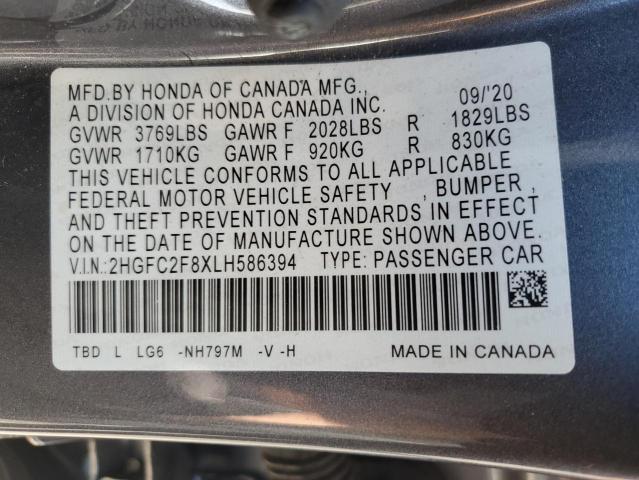 MFD.BY HONDA OF CANADA MFG.,
A DIVISION OF HONDA CANADA INC. 09/'20
GVWR 3769LBS GAWR F 2028LBS R 1829LBS
GVWR 1710KG GAWR F 920KG R 830KG
THIS VEHICLE CONFORMS TO ALL APPLICABLE
FEDERAL MOTOR VEHICLE SAFETY , BUMPER ,
AND THEFT PREVENTION STANDARDS IN EFFECT
ON THE DATE OF MANUFACTURE SHOWN ABOVE.
V.I.N.:2HGFC2F8XLH586394 TYPE: PASSENGER CAR
TBD L LG6 -NH797M -V -H MADE IN CANADA